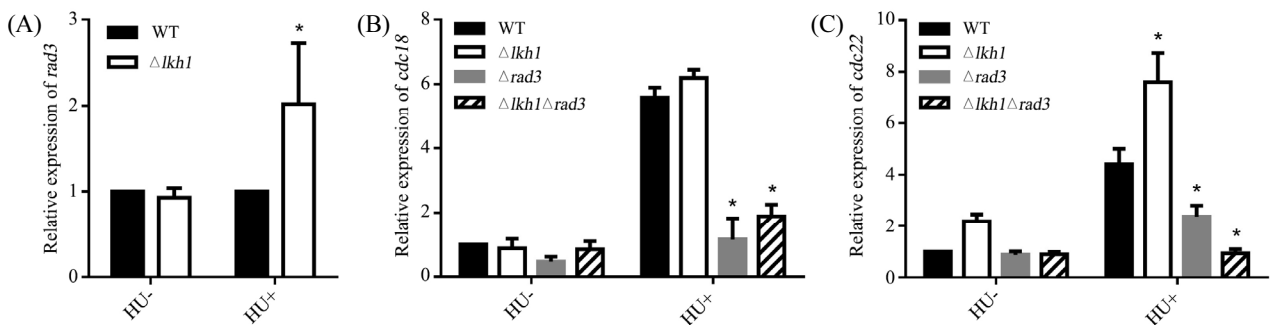 (A)
Relative expression of rad3
3
2
1
0
WT
△lkh1
*
HU-
HU+
(B)
Relative expression of cdc18
8
6
4
2
0
WT
△lkh1
△rad3
△lkh1△rad3
*
*
HU-
HU+
(C)
Relative expression of cdc22
10
8
6
4
2
0
WT
△lkh1
△rad3
△lkh1△rad3
*
*
*
HU-
HU+